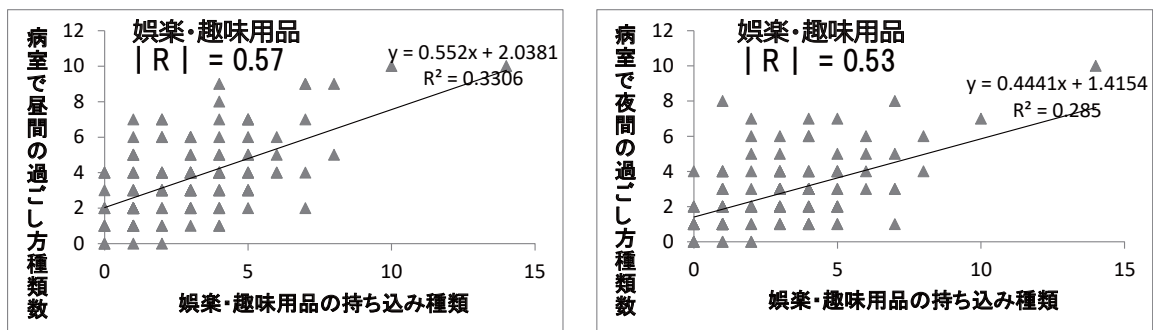 娯楽・趣味用品
| R | = 0.57
y = 0.552x + 2.0381
R² = 0.3306
病室で昼間の過ごし方種類数
12
10
8
6
4
2
0
0 5 10 15
娯楽・趣味用品の持ち込み種類
娯楽・趣味用品
| R | = 0.53
y = 0.4441x + 1.4154
R² = 0.285
病室で夜間の過ごし方種類数
12
10
8
6
4
2
0
0 5 10 15
娯楽・趣味用品の持ち込み種類